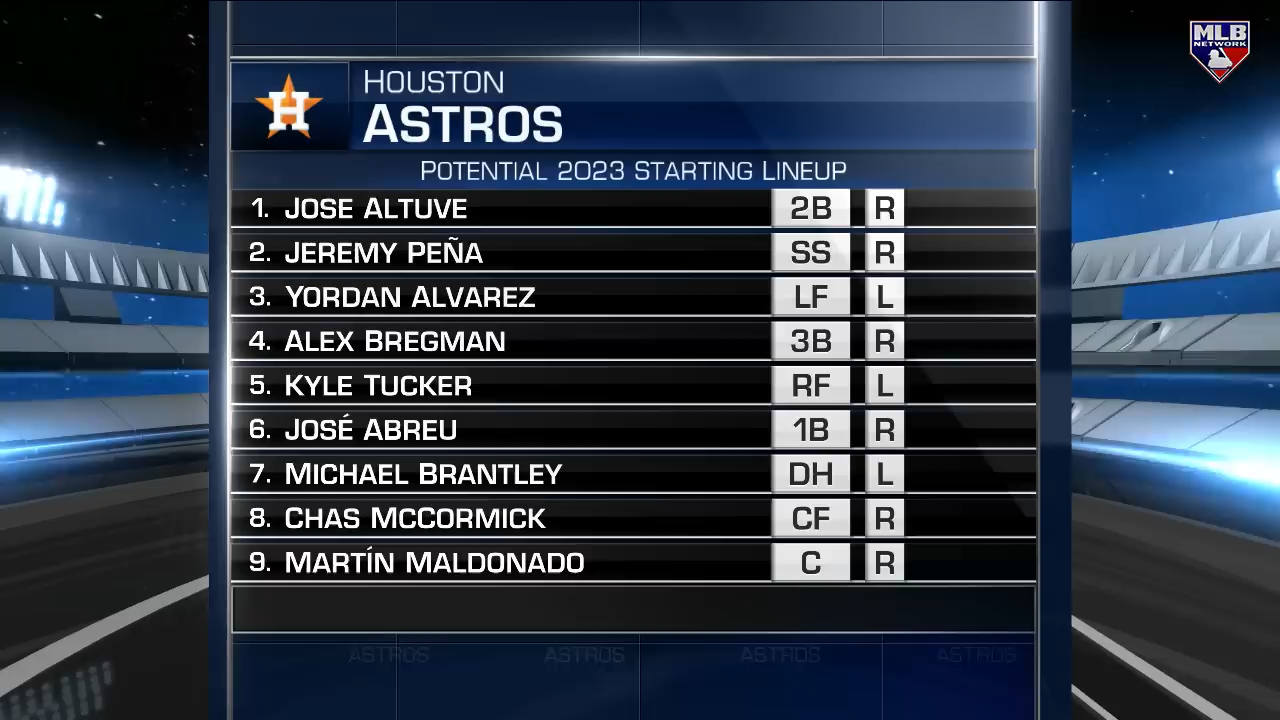 MLB
NETWORK
H
HOUSTON
ASTROS
POTENTIAL 2023 STARTING LINEUP
1. JOSE ALTUVE 2B R
2. JEREMY PEÑA SS R
3. YORDAN ALVAREZ LF L
4. ALEX BREGMAN 3B R
5. KYLE TUCKER RF L
6. JOSÉ ABREU 1B R
7. MICHAEL BRANTLEY DH L
8. CHAS MCCORMICK CF R
9. MARTÍN MALDONADO C R
ASTROS ASTROS ASTROS ASTROS